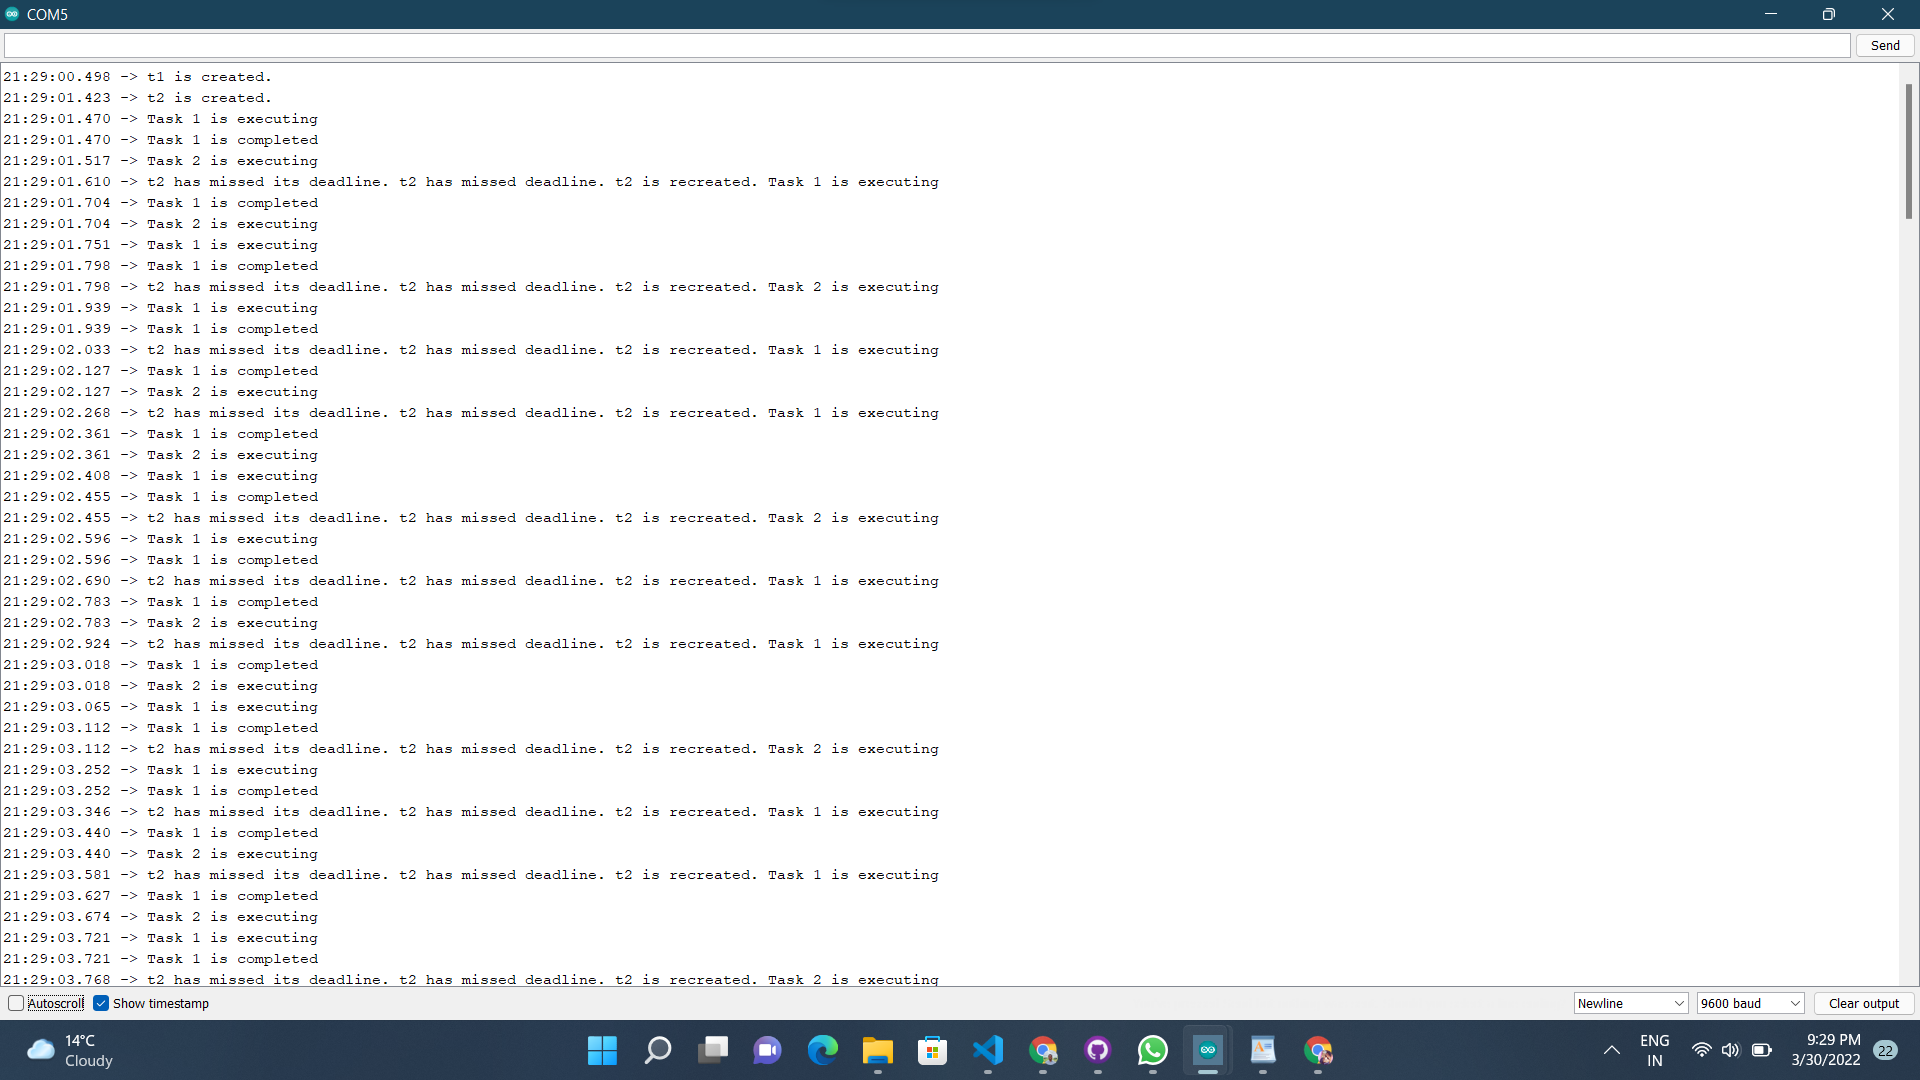 COM5
Send
21:29:00.498 -> t1 is created.
21:29:01.423 -> t2 is created.
21:29:01.470 -> Task 1 is executing
21:29:01.470 -> Task 1 is completed
21:29:01.517 -> Task 2 is executing
21:29:01.610 -> t2 has missed its deadline. t2 has missed deadline. t2 is recreated. Task 1 is executing
21:29:01.704 -> Task 1 is completed
21:29:01.704 -> Task 2 is executing
21:29:01.751 -> Task 1 is executing
21:29:01.798 -> Task 1 is completed
21:29:01.798 -> t2 has missed its deadline. t2 has missed deadline. t2 is recreated. Task 2 is executing
21:29:01.939 -> Task 1 is executing
21:29:01.939 -> Task 1 is completed
21:29:02.033 -> t2 has missed its deadline. t2 has missed deadline. t2 is recreated. Task 1 is executing
21:29:02.127 -> Task 1 is completed
21:29:02.127 -> Task 2 is executing
21:29:02.268 -> t2 has missed its deadline. t2 has missed deadline. t2 is recreated. Task 1 is executing
21:29:02.361 -> Task 1 is completed
21:29:02.361 -> Task 2 is executing
21:29:02.408 -> Task 1 is executing
21:29:02.455 -> Task 1 is completed
21:29:02.455 -> t2 has missed its deadline. t2 has missed deadline. t2 is recreated. Task 2 is executing
21:29:02.596 -> Task 1 is executing
21:29:02.596 -> Task 1 is completed
21:29:02.690 -> t2 has missed its deadline. t2 has missed deadline. t2 is recreated. Task 1 is executing
21:29:02.783 -> Task 1 is completed
21:29:02.783 -> Task 2 is executing
21:29:02.924 -> t2 has missed its deadline. t2 has missed deadline. t2 is recreated. Task 1 is executing
21:29:03.018 -> Task 1 is completed
21:29:03.018 -> Task 2 is executing
21:29:03.065 -> Task 1 is executing
21:29:03.112 -> Task 1 is completed
21:29:03.112 -> t2 has missed its deadline. t2 has missed deadline. t2 is recreated. Task 2 is executing
21:29:03.252 -> Task 1 is executing
21:29:03.252 -> Task 1 is completed
21:29:03.346 -> t2 has missed its deadline. t2 has missed deadline. t2 is recreated. Task 1 is executing
21:29:03.440 -> Task 1 is completed
21:29:03.440 -> Task 2 is executing
21:29:03.581 -> t2 has missed its deadline. t2 has missed deadline. t2 is recreated. Task 1 is executing
21:29:03.627 -> Task 1 is completed
21:29:03.674 -> Task 2 is executing
21:29:03.721 -> Task 1 is executing
21:29:03.721 -> Task 1 is completed
21:29:03.768 -> t2 has missed its deadline. t2 has missed deadline. t2 is recreated. Task 2 is executing
Autoscroll Show timestamp Newline 9600 baud Clear output
14°C
Cloudy
ENG
IN
9:29 PM
3/30/2022
22